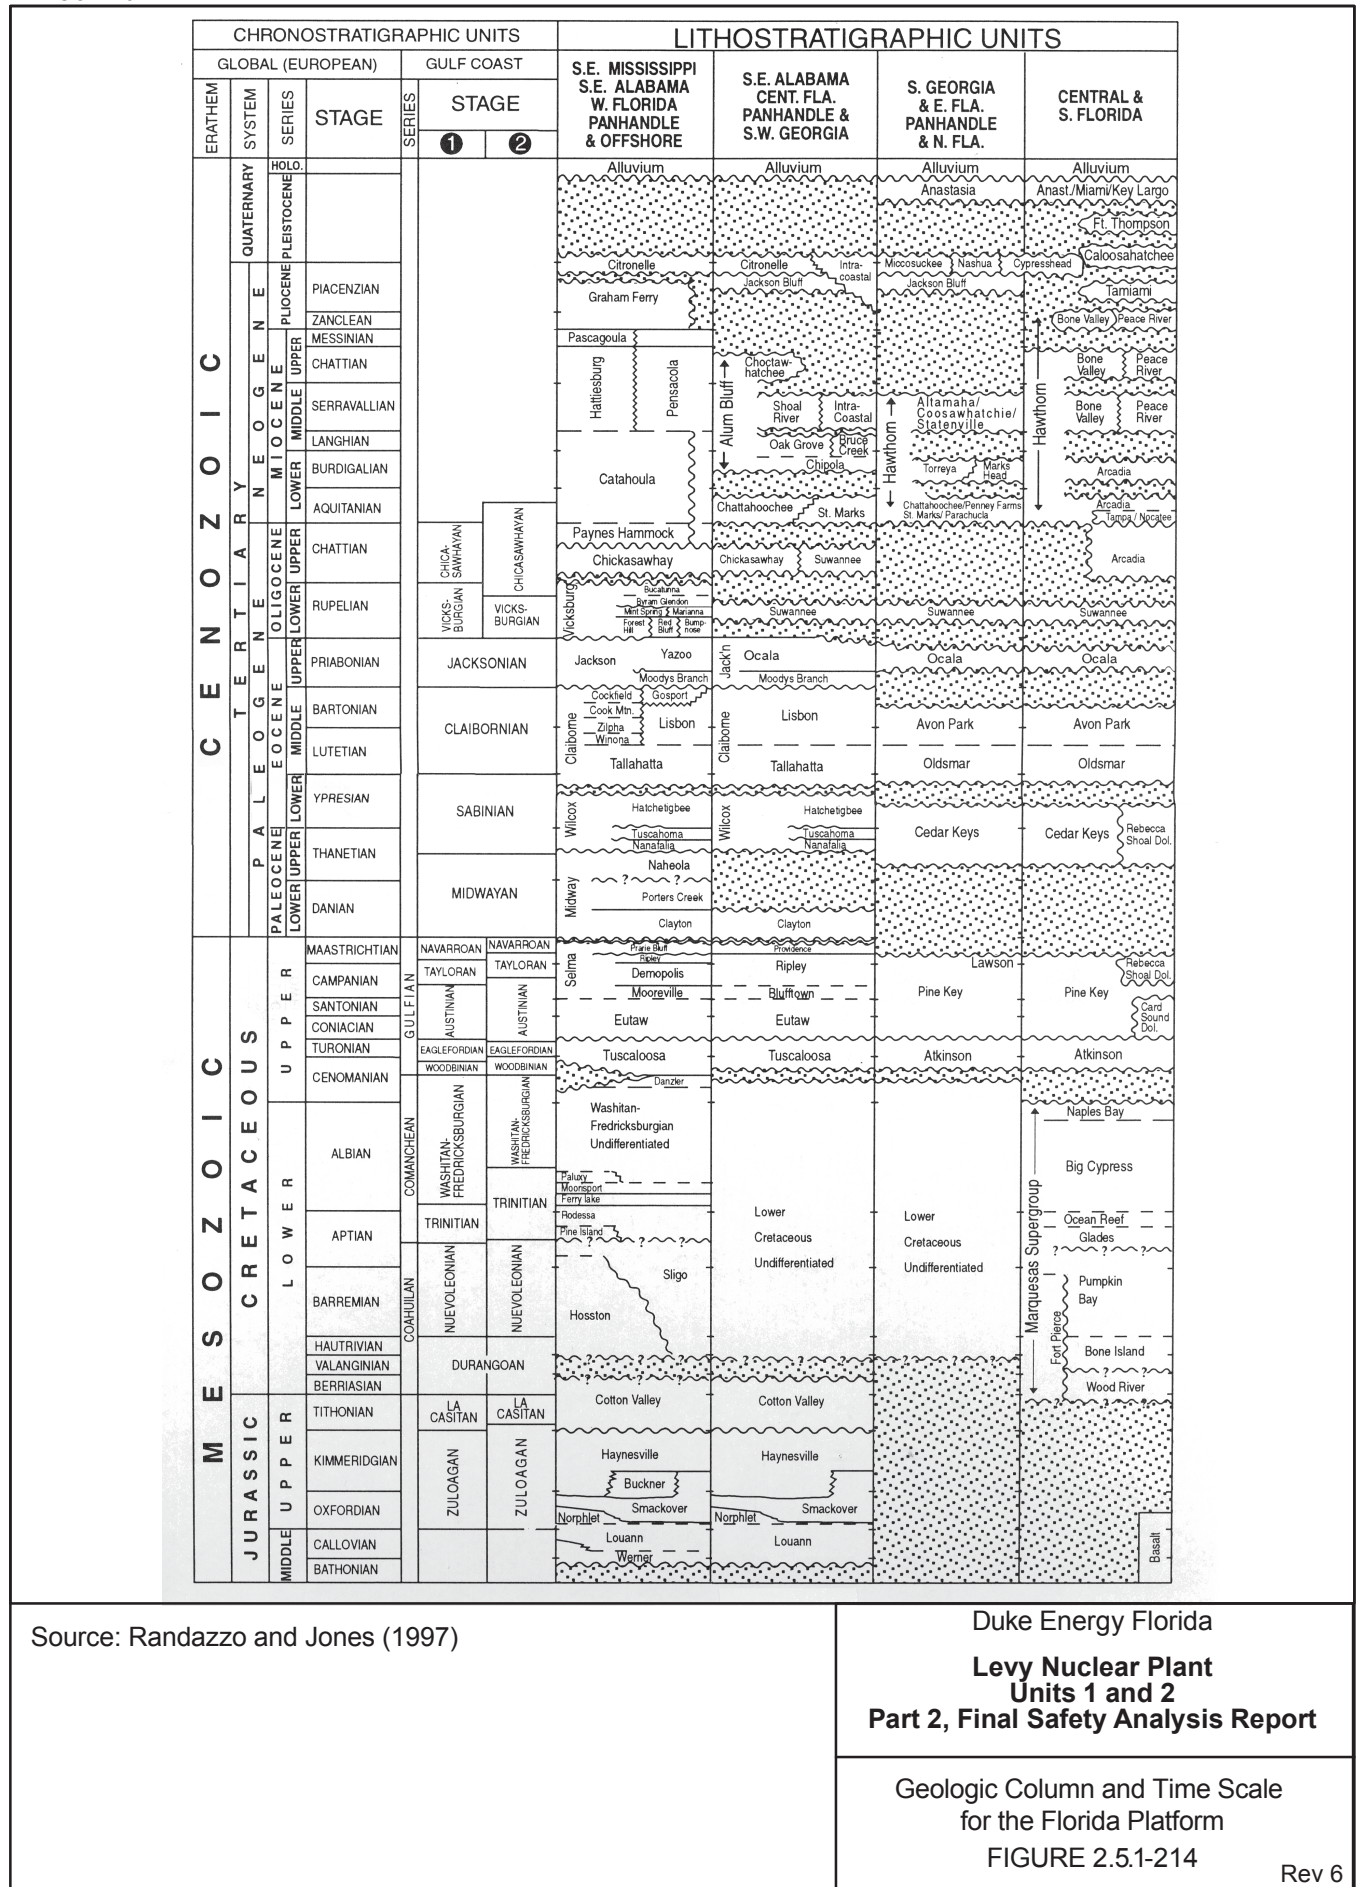 CHRONOSTRATIGRAPHIC UNITS
LITHOSTRATIGRAPHIC UNITS
GLOBAL (EUROPEAN)
GULF COAST
ERATHEM
SYSTEM
SERIES
STAGE
SERIES
STAGE
1
2
S.E. MISSISSIPPI
S.E. ALABAMA
W. FLORIDA
PANHANDLE
& OFFSHORE
S.E. ALABAMA
CENT. FLA.
PANHANDLE &
S.W. GEORGIA
S. GEORGIA
& E. FLA.
PANHANDLE
& N. FLA.
CENTRAL &
S. FLORIDA
CENOZOIC
MESOZOIC
QUATERNARY
TERTIARY
NEOGENE
PALEOGENE
CRETACEOUS
JURASSIC
HOLO.
PLEISTOCENE
PLIOCENE
MIOCENE
UPPER
MIDDLE
LOWER
OLIGOCENE
UPPER
LOWER
EOCENE
UPPER
MIDDLE
LOWER
PALEOCENE
UPPER
LOWER
UPPER
LOWER
UPPER
MIDDLE
PIACENZIAN
ZANCLEAN
MESSINIAN
CHATTIAN
SERRAVALLIAN
LANGHIAN
BURDIGALIAN
AQUITANIAN
CHATTIAN
RUPELIAN
PRIABONIAN
BARTONIAN
LUTETIAN
YPRESIAN
THANETIAN
DANIAN
MAASTRICHTIAN
CAMPANIAN
SANTONIAN
CONIACIAN
TURONIAN
CENOMANIAN
ALBIAN
APTIAN
BARREMIAN
HAUTRIVIAN
VALANGINIAN
BERRIASIAN
TITHONIAN
KIMMERIDGIAN
OXFORDIAN
CALLOVIAN
BATHONIAN
GULFIAN
COMANCHEAN
COAHUILAN
CHICA-
SAWHAYAN
CHICASAWHAYAN
VICKS-
BURGIAN
VICKS-
BURGIAN
JACKSONIAN
CLAIBORNIAN
SABINIAN
MIDWAYAN
NAVARROAN
NAVARROAN
TAYLORAN
TAYLORAN
AUSTINIAN
AUSTINIAN
EAGLEFORDIAN
EAGLEFORDIAN
WOODBINIAN
WOODBINIAN
WASHITAN-
FREDRICKSBURGIAN
WASHITAN-
FREDRICKSBURGIAN
TRINITIAN
TRINITIAN
NUEVOLEONIAN
NUEVOLEONIAN
DURANGOAN
LA
CASITAN
LA
CASITAN
ZULOAGAN
ZULOAGAN
Alluvium
Citronelle
Graham Ferry
Pascagoula
Hattiesburg
Pensacola
Catahoula
Paynes Hammock
Chickasawhay
Vicksburg
Bucatunna
Byram Glendon
Mint Spring
Marianna
Forest
Hill
Red
Bluff
Bump-
nose
Jackson
Yazoo
Moodys Branch
Claiborne
Cockfield
Gosport
Cook Mtn.
Zilpha
Winona
Lisbon
Tallahatta
Wilcox
Hatchetigbee
Tuscahoma
Nanafalia
Midway
Naheola
?
?
Porters Creek
Clayton
Selma
Prarie Bluff
Ripley
Demopolis
Mooreville
Eutaw
Tuscaloosa
Danzler
Washitan-
Fredricksburgian
Undifferentiated
Paluxy
Moonsport
Ferry lake
Rodessa
Pine Island
? ? ? ?
Sligo
Hosston
? ? ? ?
? ? ? ?
Cotton Valley
Haynesville
Buckner
Smackover
Norphlet
Louann
Werner
Alluvium
Citronelle
Intra-
coastal
Jackson Bluff
Alum Bluff
Choctaw-
hatchee
Shoal
River
Intra-
Coastal
Oak Grove
Bruce
Creek
Chipola
Chattahoochee
St. Marks
Chickasawhay
Suwannee
Suwannee
Jack'n
Ocala
Moodys Branch
Claiborne
Lisbon
Tallahatta
Wilcox
Hatchetigbee
Tuscahoma
Nanafalia
Clayton
Providence
Ripley
Blufftown
Eutaw
Tuscaloosa
Lower
Cretaceous
Undifferentiated
? ? ? ?
Cotton Valley
Haynesville
Smackover
Norphlet
Louann
Alluvium
Anastasia
Miccosukee
Nashua
Jackson Bluff
Hawthorn
Altamaha/
Coosawhatchie/
Statenville
Torreya
Marks
Head
Chattahoochee/Penney Farms
St. Marks/ Parachucla
Suwannee
Ocala
Avon Park
Oldsmar
Cedar Keys
Lawson
Pine Key
Atkinson
Lower
Cretaceous
Undifferentiated
? ? ? ?
Alluvium
Anast./Miami/Key Largo
Ft. Thompson
Caloosahatchee
Cypresshead
Tamiami
Bone Valley
Peace River
Hawthorn
Bone
Valley
Peace
River
Bone
Valley
Peace
River
Arcadia
Arcadia
Tampa / Nocatee
Arcadia
Suwannee
Ocala
Avon Park
Oldsmar
Cedar Keys
Rebecca
Shoal Dol.
Rebecca
Shoal Dol.
Pine Key
Card
Sound
Dol.
Atkinson
Marquesas Supergroup
Naples Bay
Big Cypress
Ocean Reef
Glades
? ? ?
Pumpkin
Bay
Fort Pierce
Bone Island
? ?
Wood River
? ? ? ?
Basalt
Source: Randazzo and Jones (1997)
Duke Energy Florida
Levy Nuclear Plant
Units 1 and 2
Part 2, Final Safety Analysis Report
Geologic Column and Time Scale
for the Florida Platform
FIGURE 2.5.1-214
Rev 6